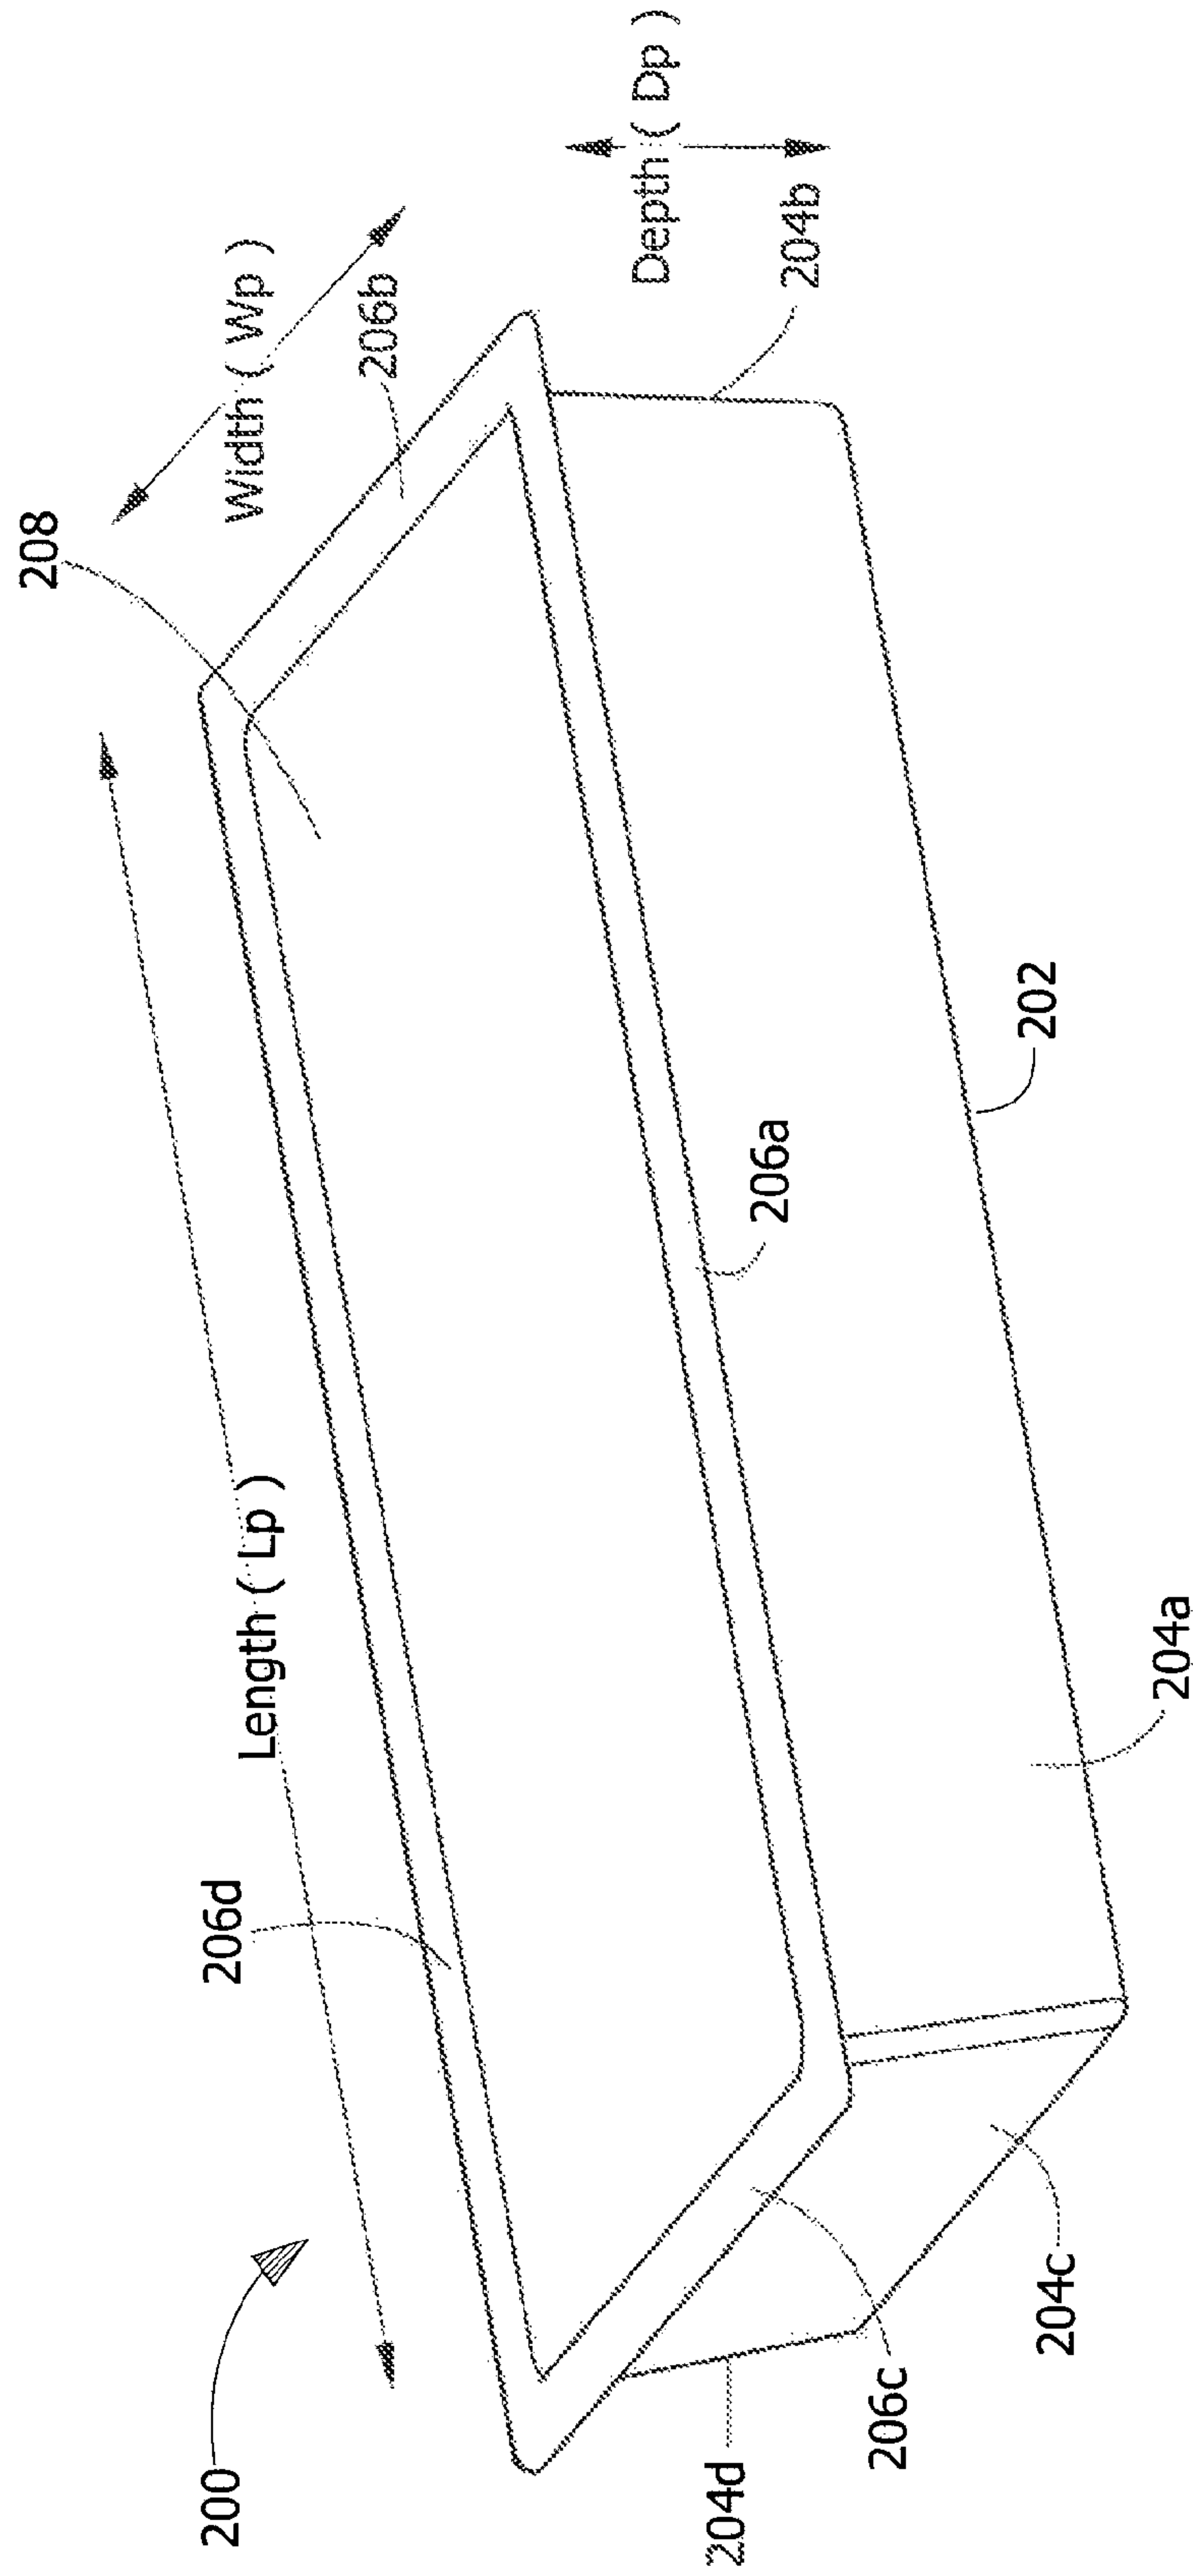 208
Width ( Wp )
206b
Depth ( Dp )
204b
Length ( Lp )
206d
206a
202
200
204a
204d
206c
204c